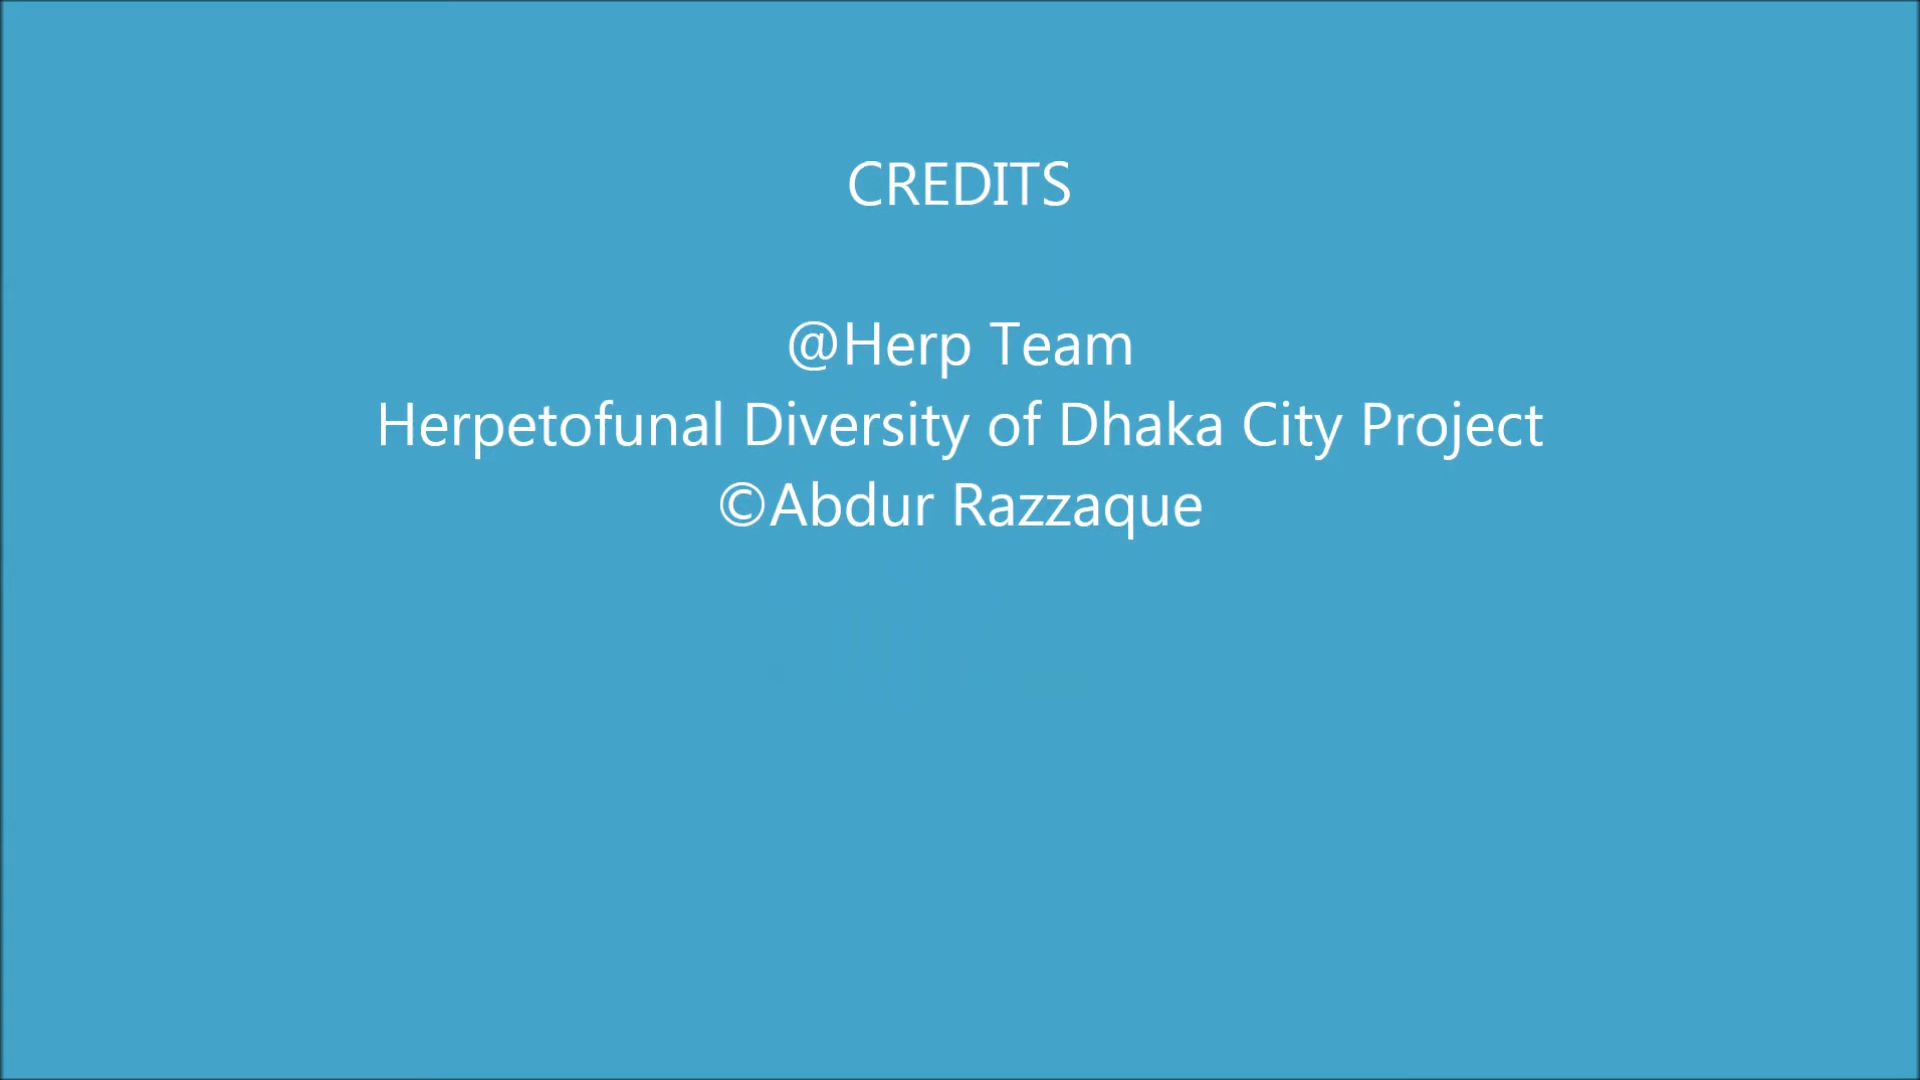 CREDITS
@Herp Team
Herpetofunal Diversity of Dhaka City Project
©Abdur Razzaque